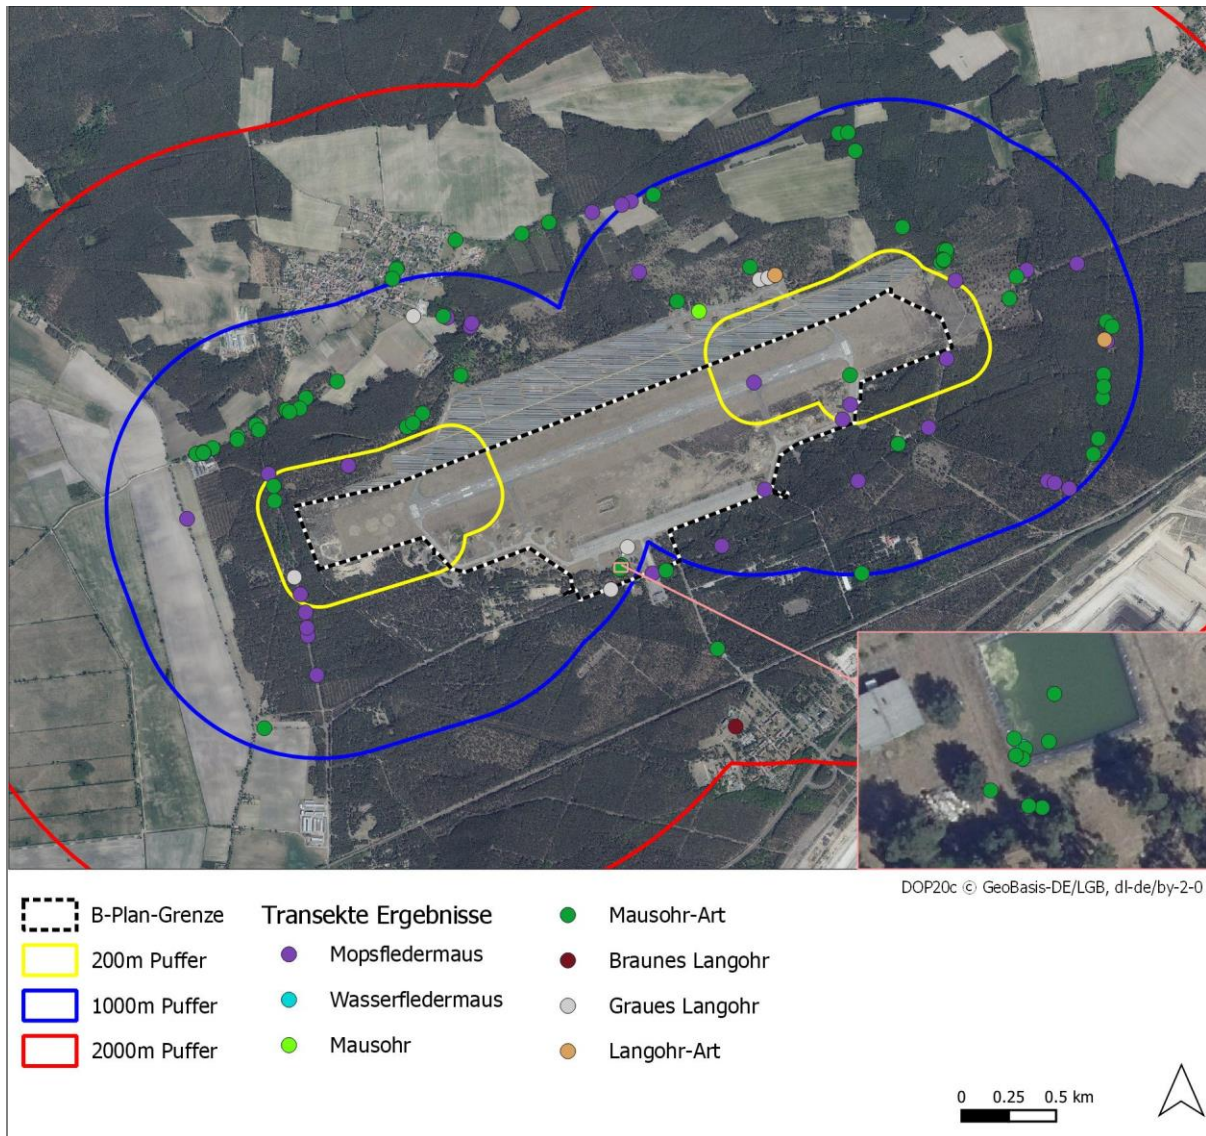 DOP20c © GeoBasis-DE/LGB, dl-de/by-2-0
B-Plan-Grenze
200m Puffer
1000m Puffer
2000m Puffer
Transekte Ergebnisse
Mopsfledermaus
Wasserfledermaus
Mausohr
Mausohr-Art
Braunes Langohr
Graues Langohr
Langohr-Art
0 0.25 0.5 km